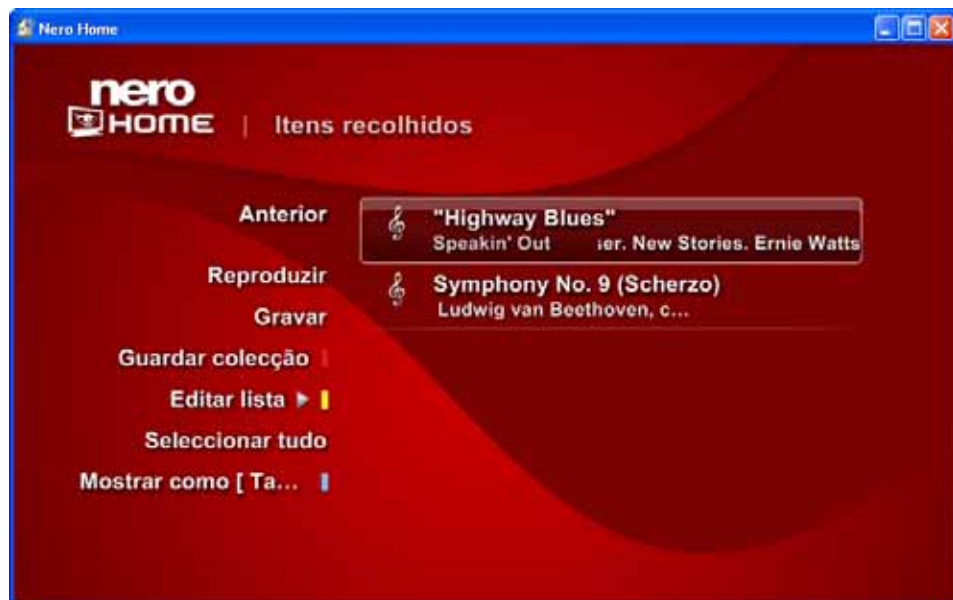 Nero Home
nero
HOME | Itens recolhidos
Anterior
"Highway Blues"
Speakin' Out ser. New Stories. Ernie Watts
Reproduzir
Symphony No. 9 (Scherzo)
Ludwig van Beethoven, c...
Gravar
Guardar colecção
Editar lista
Seleccionar tudo
Mostrar como [ Ta...